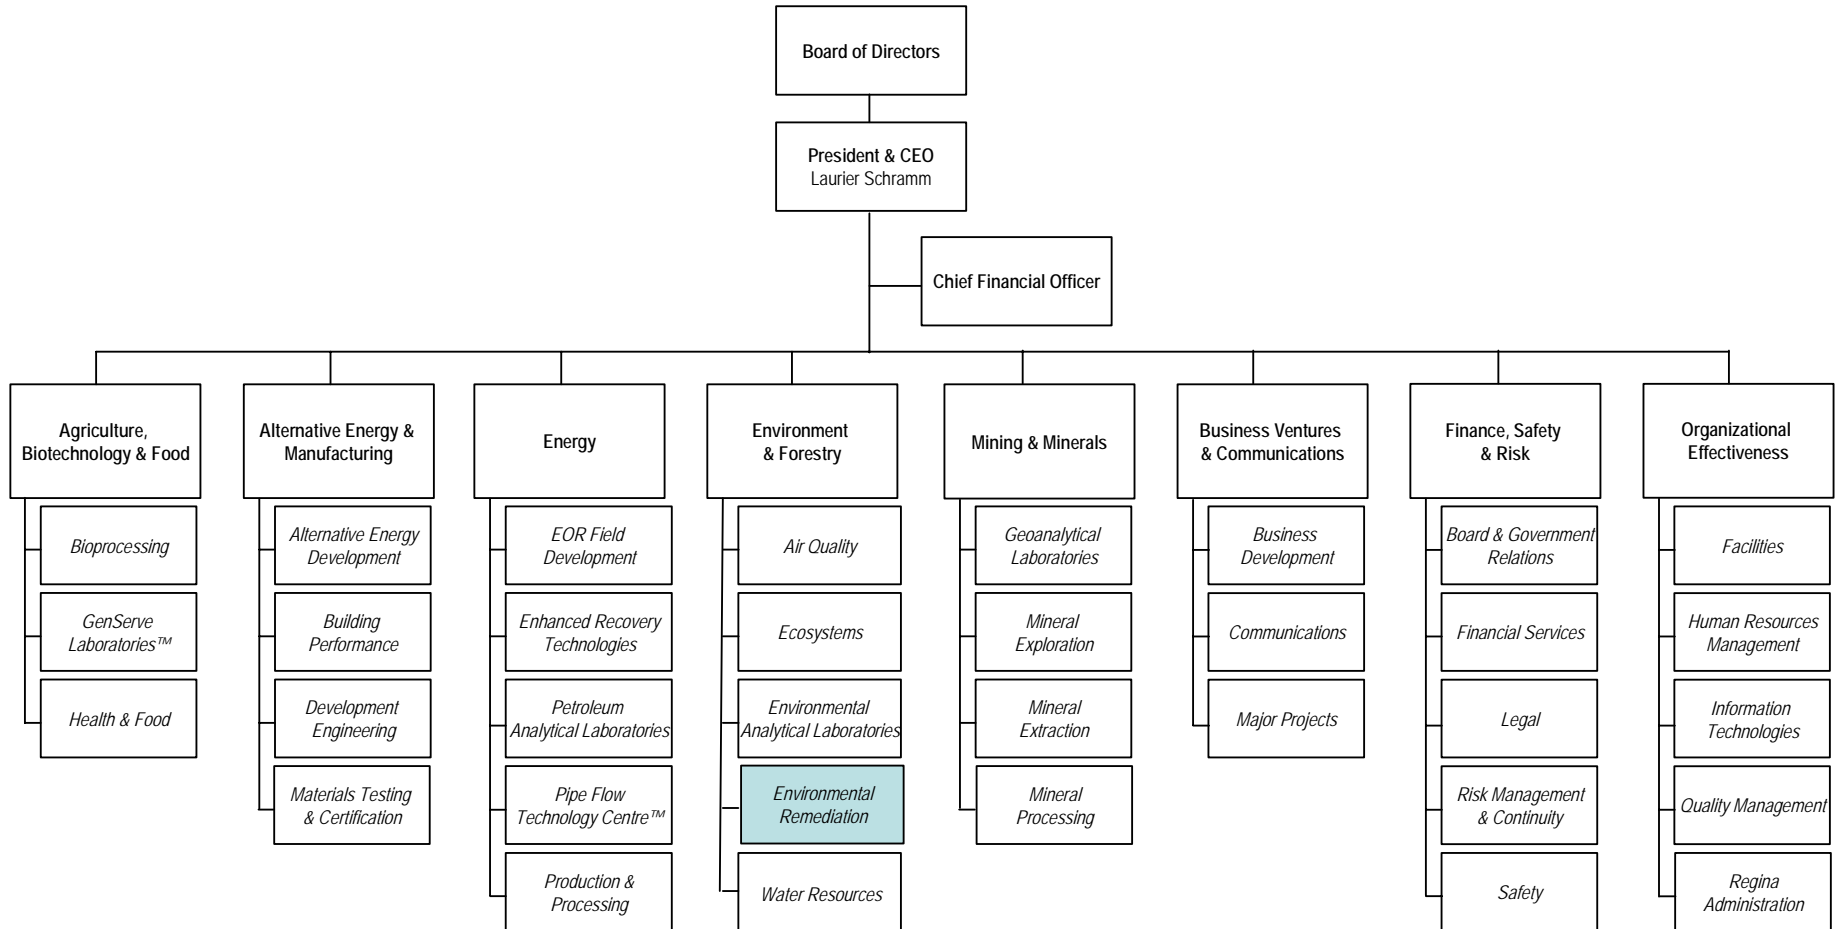 Board of Directors
President & CEO
Laurier Schramm
Chief Financial Officer
Agriculture,
Biotechnology & Food
Alternative Energy &
Manufacturing
Energy
Environment
& Forestry
Mining & Minerals
Business Ventures
& Communications
Finance, Safety
& Risk
Organizational
Effectiveness
Bioprocessing
GenServe
Laboratories™
Health & Food
Alternative Energy
Development
Building
Performance
Development
Engineering
Materials Testing
& Certification
EOR Field
Development
Enhanced Recovery
Technologies
Petroleum
Analytical Laboratories
Pipe Flow
Technology Centre™
Production &
Processing
Air Quality
Ecosystems
Environmental
Analytical Laboratories
Environmental
Remediation
Water Resources
Geoanalytical
Laboratories
Mineral
Exploration
Mineral
Extraction
Mineral
Processing
Business
Development
Communications
Major Projects
Board & Government
Relations
Financial Services
Legal
Risk Management
& Continuity
Safety
Facilities
Human Resources
Management
Information
Technologies
Quality Management
Regina
Administration